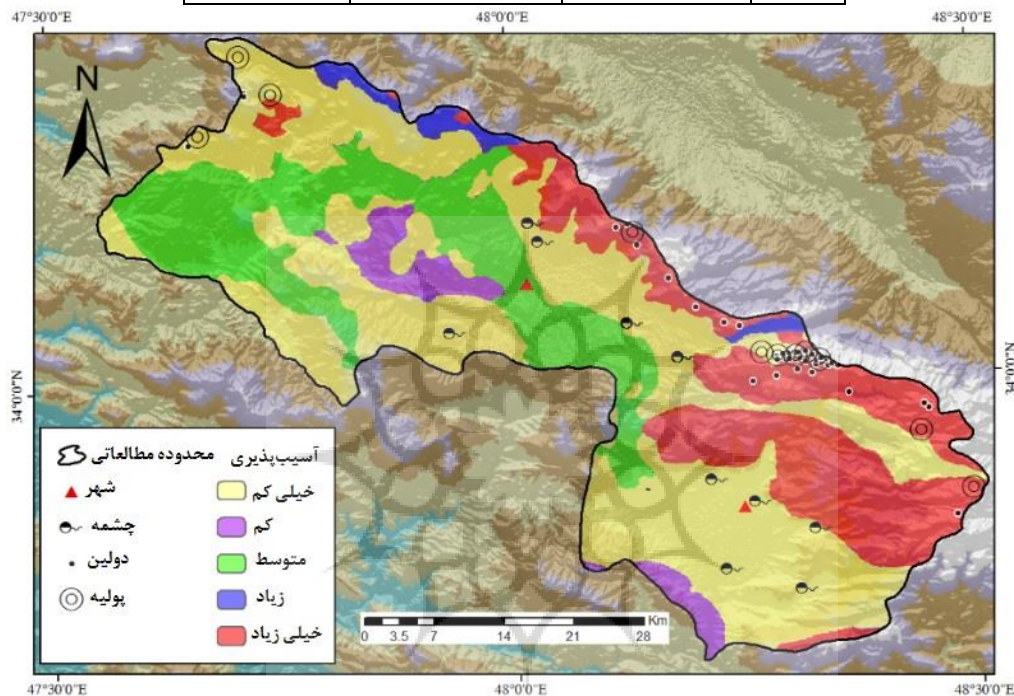 47°30'0"E 48°0'0"E 48°30'0"E
N
34°0'0"N
34°0'0"N
آسیب‌پذیری
محدوده مطالعاتی
خیلی کم
شهر
کم
چشمه
متوسط
دولین
زیاد
پولیه
خیلی زیاد
Km
0 3.5 7 14 21 28
47°30'0"E 48°0'0"E 48°30'0"E